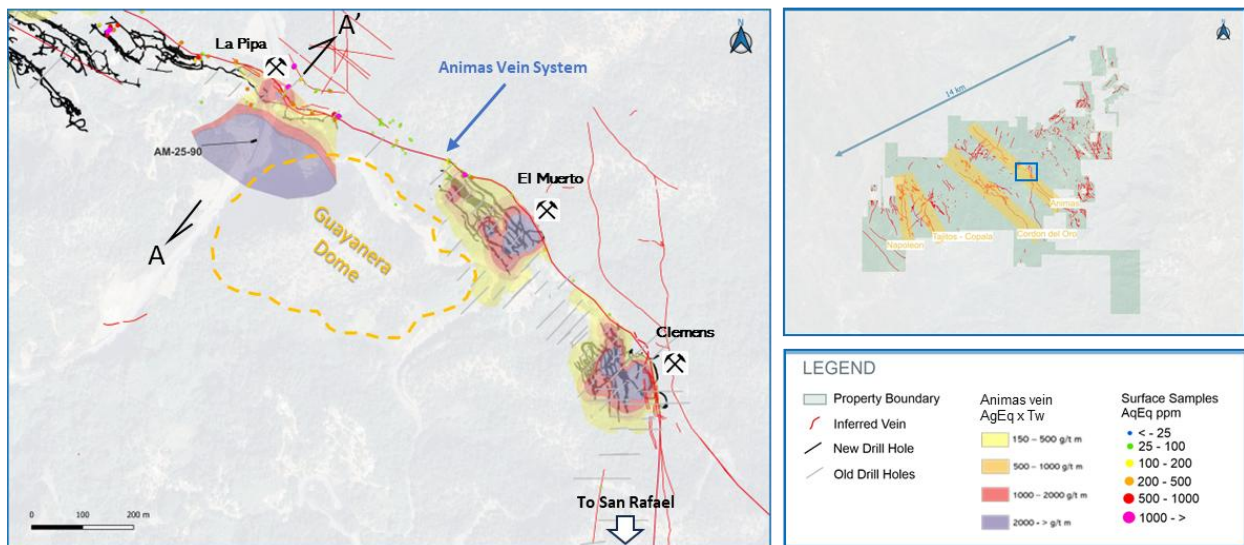 La Pipa
A'
N
Animas Vein System
AM-25-90
El Muerto
Guayanera
Dome
A
Clemens
To San Rafael
0 100 200 m
N
14 km
Animas
Napoleon
Tajitos - Copala
Cordon del Oro
LEGEND
Property Boundary
Inferred Vein
New Drill Hole
Old Drill Holes
Animas vein
AgEq x Tw
150 – 500 g/t m
500 – 1000 g/t m
1000 – 2000 g/t m
2000 - > g/t m
Surface Samples
AqEq ppm
< - 25
25 - 100
100 - 200
200 - 500
500 - 1000
1000 - >